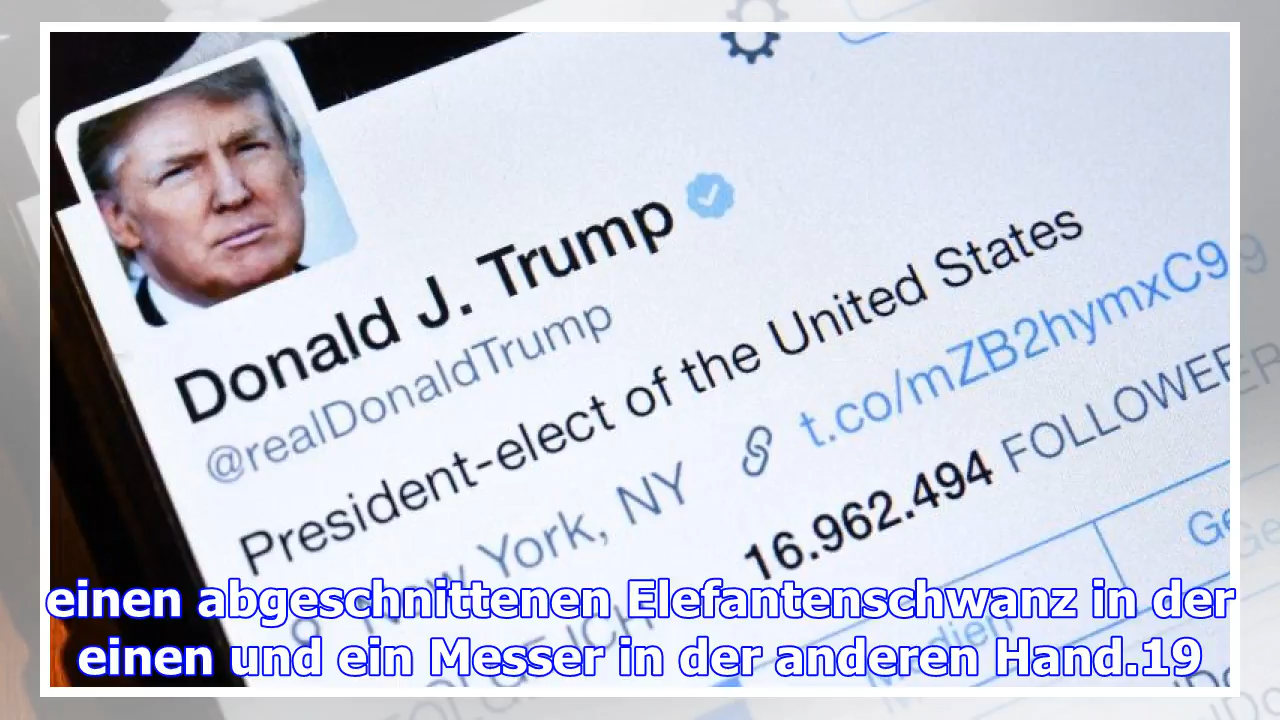 Donald J. Trump
@realDonaldTrump
President-elect of the United States
New York, NY t.co/mZB2hymxC9
16.962.494 FOLLOWER
Medien
einen abgeschnittenen Elefantenschwanz in der
einen und ein Messer in der anderen Hand.19